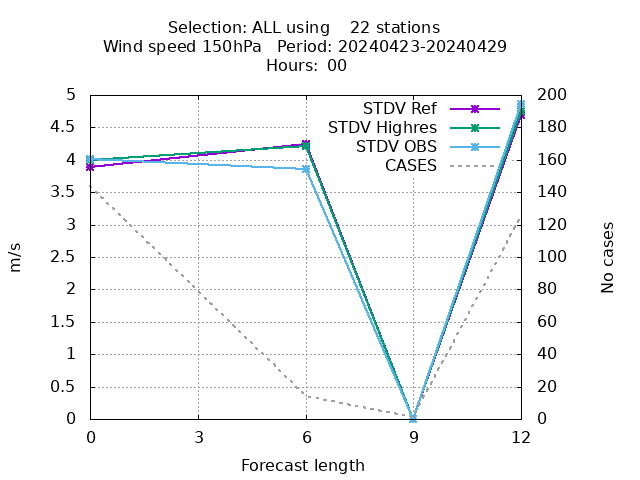 Selection: ALL using 22 stations
Wind speed 150hPa Period: 20240423-20240429
Hours: 00
STDV Ref
STDV Highres
STDV OBS
CASES
5
4.5
4
3.5
3
2.5
2
1.5
1
0.5
0
200
180
160
140
120
100
80
60
40
20
0
m/s
No cases
0 3 6 9 12
Forecast length